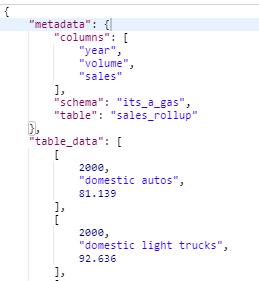 {
    "metadata": {
        "columns": [
            "year",
            "volume",
            "sales"
        ],
        "schema": "its_a_gas",
        "table": "sales_rollup"
    },
    "table_data": [
        [
            2000,
            "domestic autos",
            81.139
        ],
        [
            2000,
            "domestic light trucks",
            92.636
        ],